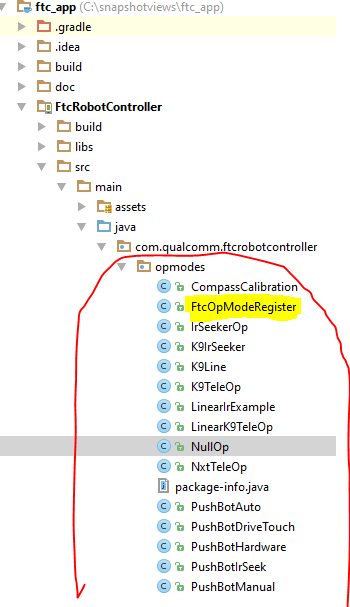 ftc_app (C:\snapshotviews\ftc_app)
.gradle
.idea
build
doc
FtcRobotController
build
libs
src
main
assets
java
com.qualcomm.ftcrobotcontroller
opmodes
CompassCalibration
FtcOpModeRegister
IrSeekerOp
K9IrSeeker
K9Line
K9TeleOp
LinearIrExample
LinearK9TeleOp
NullOp
NxtTeleOp
package-info.java
PushBotAuto
PushBotDriveTouch
PushBotHardware
PushBotIrSeek
PushBotManual